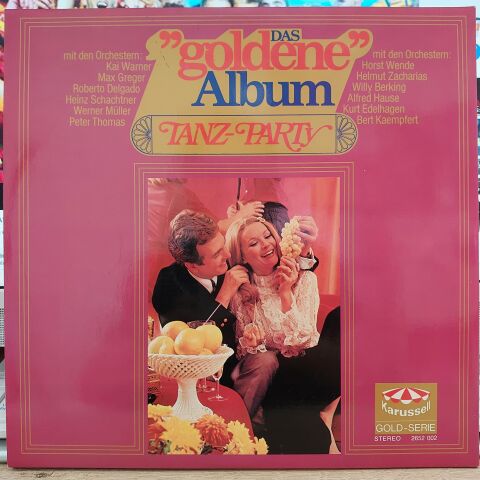 DAS
"goldene"
Album
TANZ-PARTY
mit den Orchestern:
Kai Warner
Max Greger
Roberto Delgado
Heinz Schachtner
Werner Müller
Peter Thomas
mit den Orchestern:
Horst Wende
Helmut Zacharias
Willy Berking
Alfred Hause
Kurt Edelhagen
Bert Kaempfert
Karussell
GOLD-SERIE
STEREO 2652 002